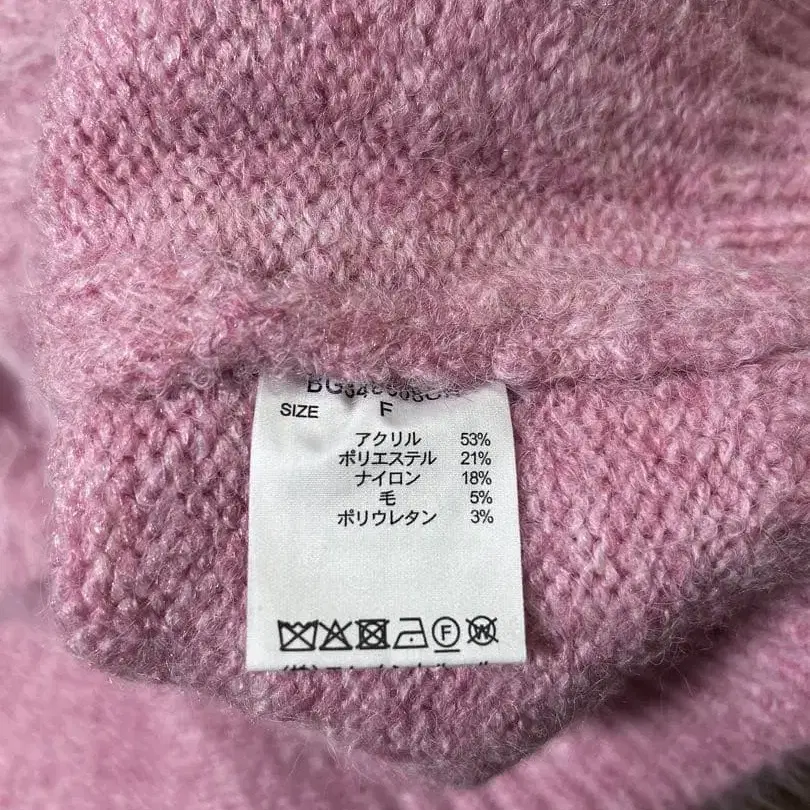 SIZE F
アクリル 53%
ポリエステル 21%
ナイロン 18%
毛 5%
ポリウレタン 3%
F W